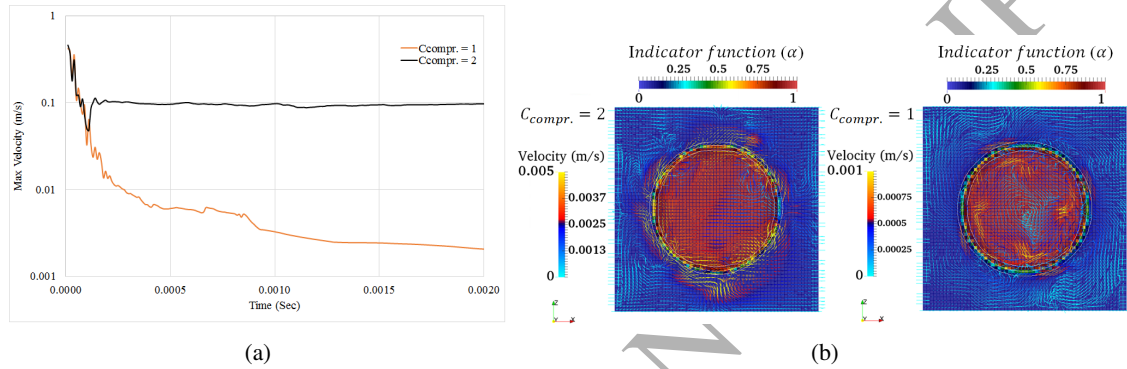 1
0.1
0.01
0.001
Max Velocity (m/s)
Ccompr. = 1
Ccompr. = 2
0.0000
0.0005
0.0010
0.0015
0.0020
Time (Sec)
(a)
Indicator function (α)
0.25 0.5 0.75
0 1
C_compr. = 2
Velocity (m/s)
0.005
0.0037
0.0025
0.0013
0
Z
Y X
Indicator function (α)
0.25 0.5 0.75
0 1
C_compr. = 1
Velocity (m/s)
0.001
0.00075
0.0005
0.00025
0
Z
Y X
(b)